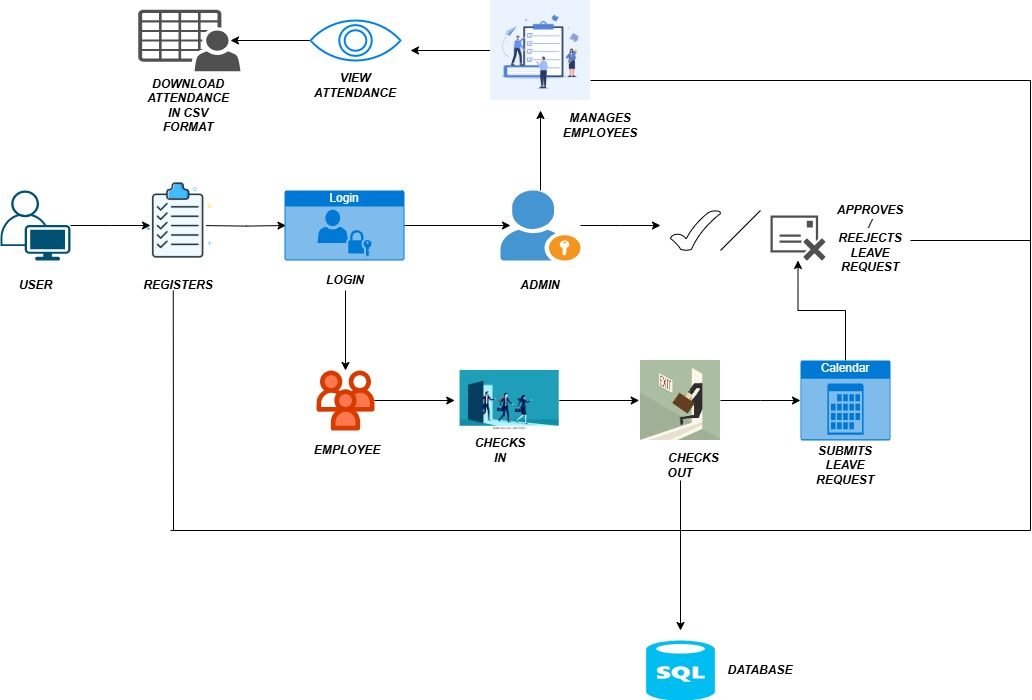 DOWNLOAD
ATTENDANCE
IN CSV
FORMAT
VIEW
ATTENDANCE
MANAGES
EMPLOYEES
USER
REGISTERS
Login
LOGIN
ADMIN
APPROVES
/
REEJECTS
LEAVE
REQUEST
EMPLOYEE
CHECKS
IN
EXIT
CHECKS
OUT
Calendar
SUBMITS
LEAVE
REQUEST
SQL
DATABASE